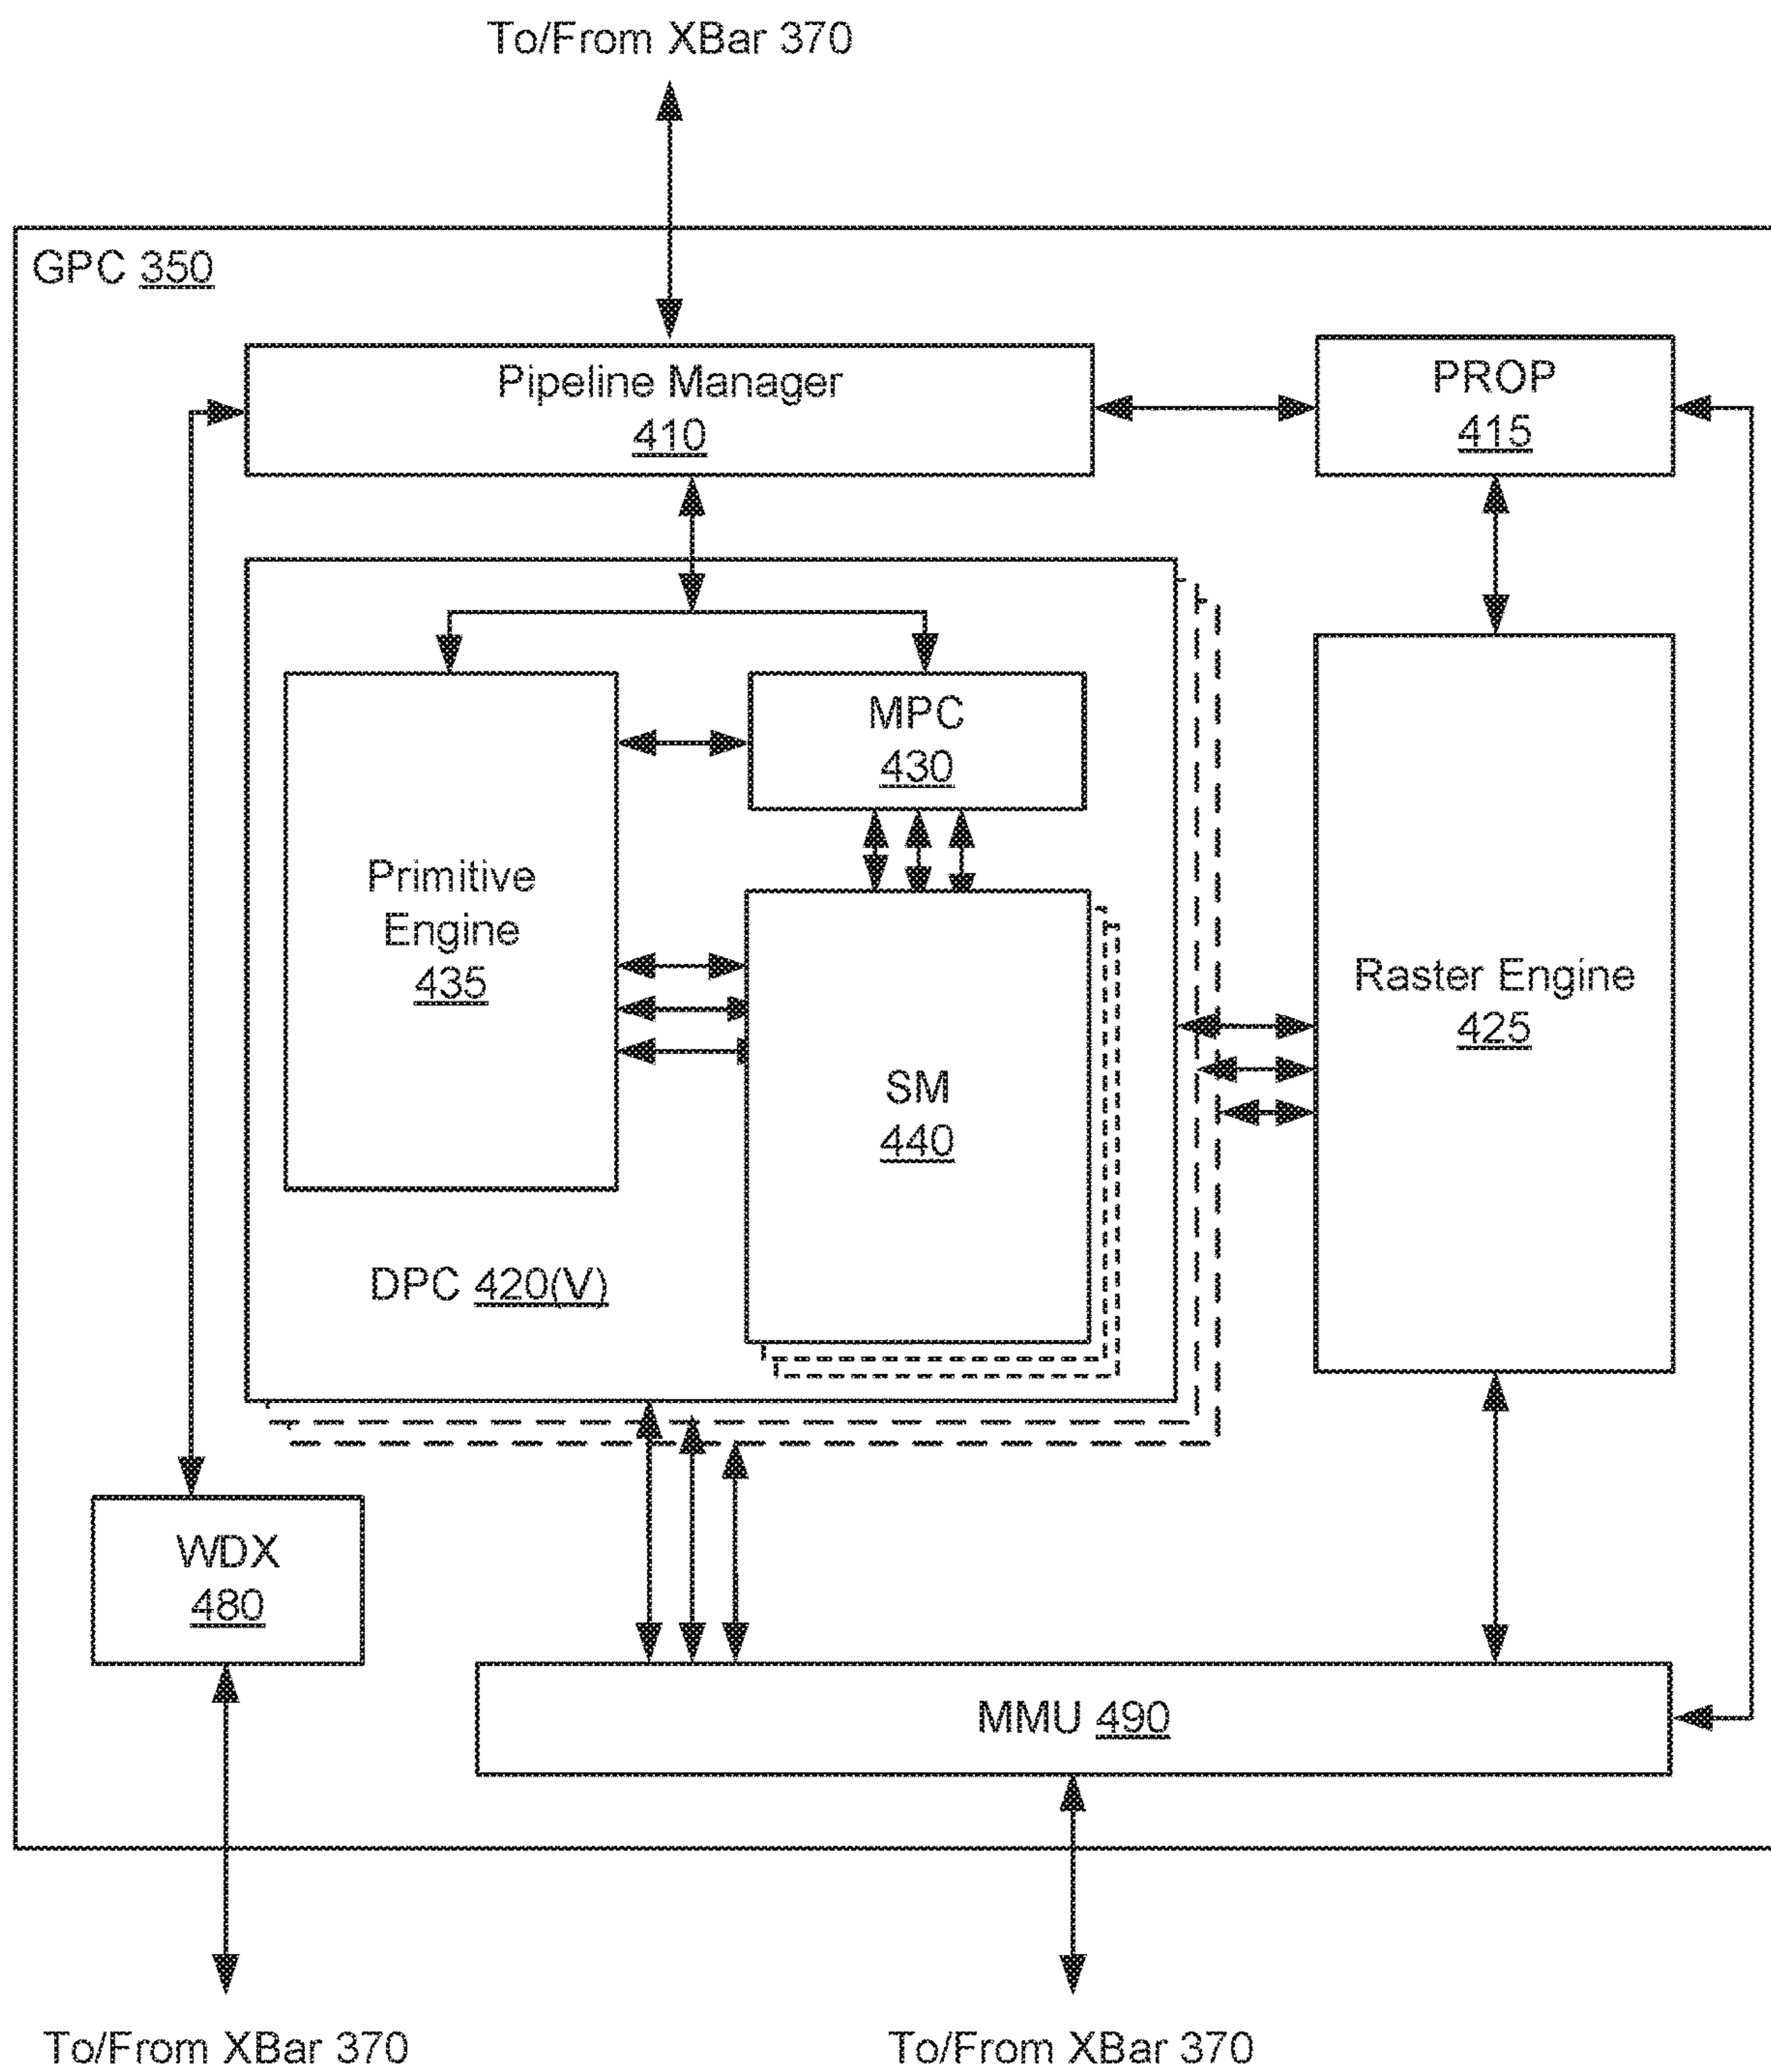 To/From XBar 370
GPC 350
Pipeline Manager
410
PROP
415
MPC
430
Primitive
Engine
435
Raster Engine
425
SM
440
DPC 420(V)
WDX
480
MMU 490
To/From XBar 370
To/From XBar 370